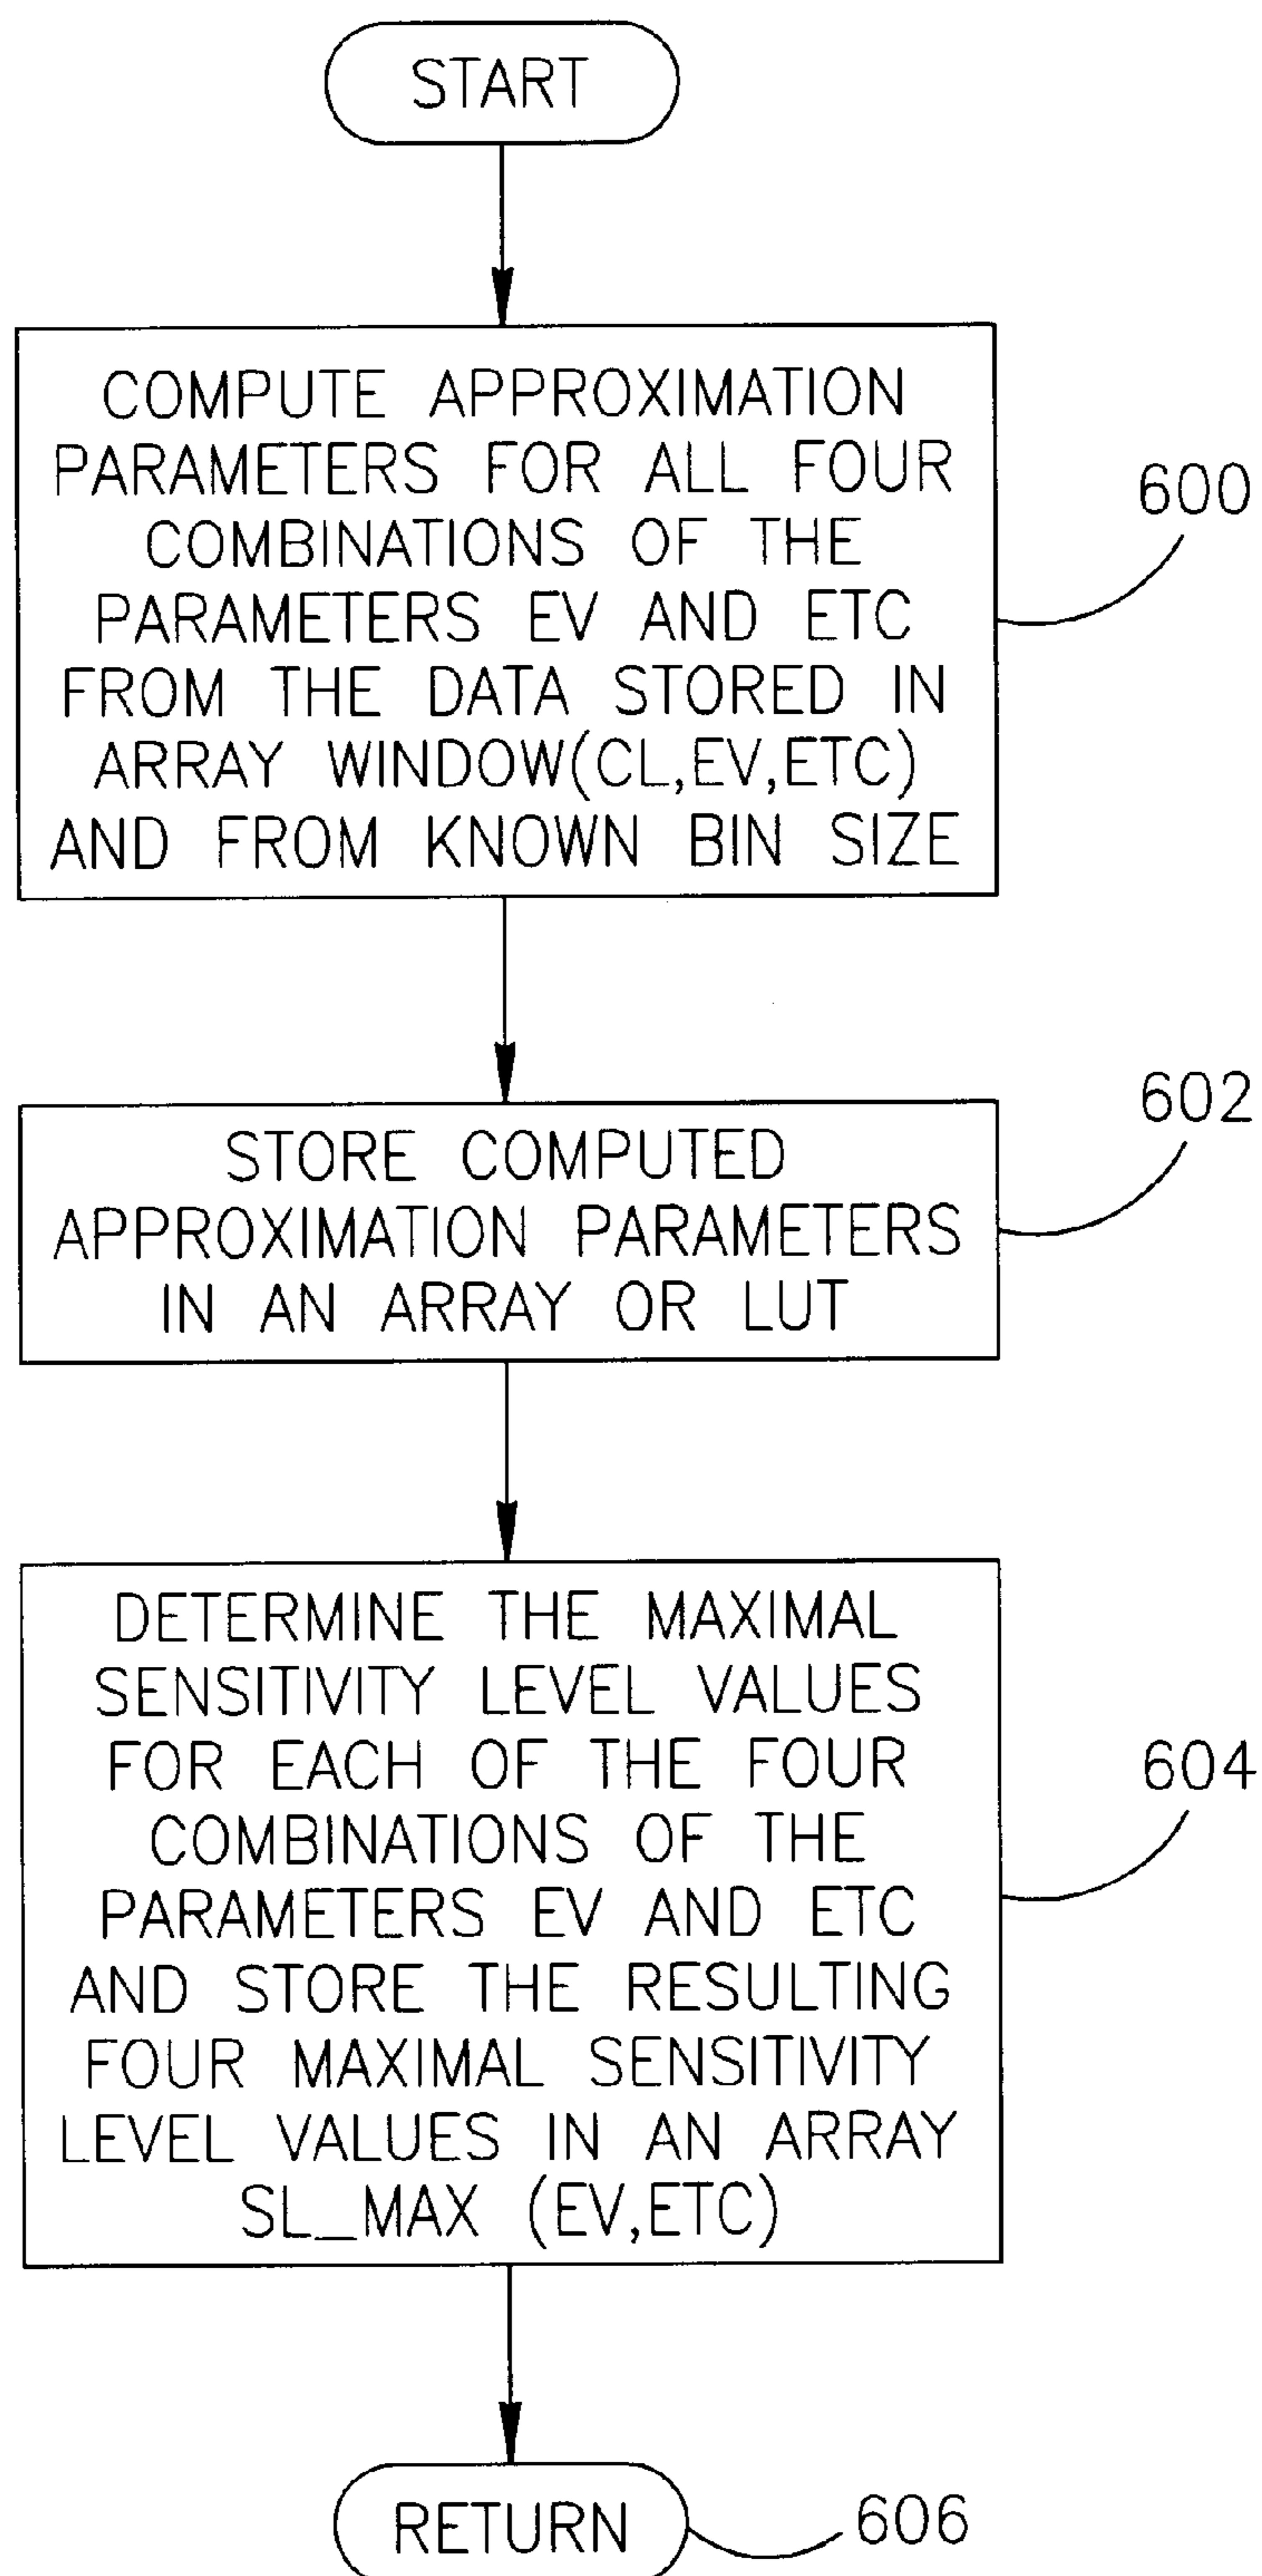 START
COMPUTE APPROXIMATION
PARAMETERS FOR ALL FOUR
COMBINATIONS OF THE
PARAMETERS EV AND ETC
FROM THE DATA STORED IN
ARRAY WINDOW(CL,EV,ETC)
AND FROM KNOWN BIN SIZE
600
STORE COMPUTED
APPROXIMATION PARAMETERS
IN AN ARRAY OR LUT
602
DETERMINE THE MAXIMAL
SENSITIVITY LEVEL VALUES
FOR EACH OF THE FOUR
COMBINATIONS OF THE
PARAMETERS EV AND ETC
AND STORE THE RESULTING
FOUR MAXIMAL SENSITIVITY
LEVEL VALUES IN AN ARRAY
SL_MAX (EV,ETC)
604
RETURN
606